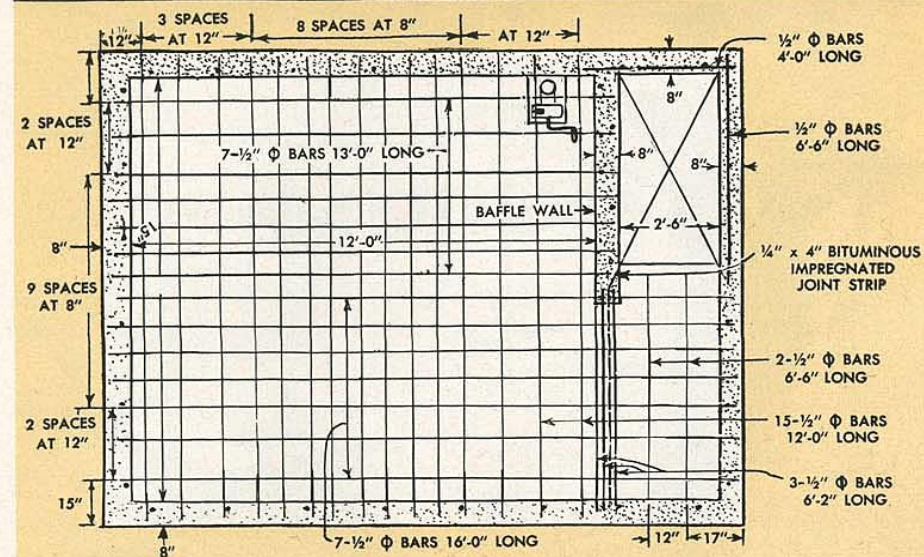 12"
3 SPACES
AT 12"
8 SPACES AT 8"
AT 12"
½" Φ BARS
4'-0" LONG
8"
½" Φ BARS
6'-6" LONG
2 SPACES
AT 12"
7-½" Φ BARS 13'-0" LONG
8"
8"
BAFFLE WALL
2'-6"
12'-0"
8"
¼" x 4" BITUMINOUS
IMPREGNATED
JOINT STRIP
9 SPACES
AT 8"
2-½" Φ BARS
6'-6" LONG
2 SPACES
AT 12"
15-½" Φ BARS
12'-0" LONG
3-½" Φ BARS
6'-2" LONG
15"
8"
7-½" Φ BARS 16'-0" LONG
12"
17"